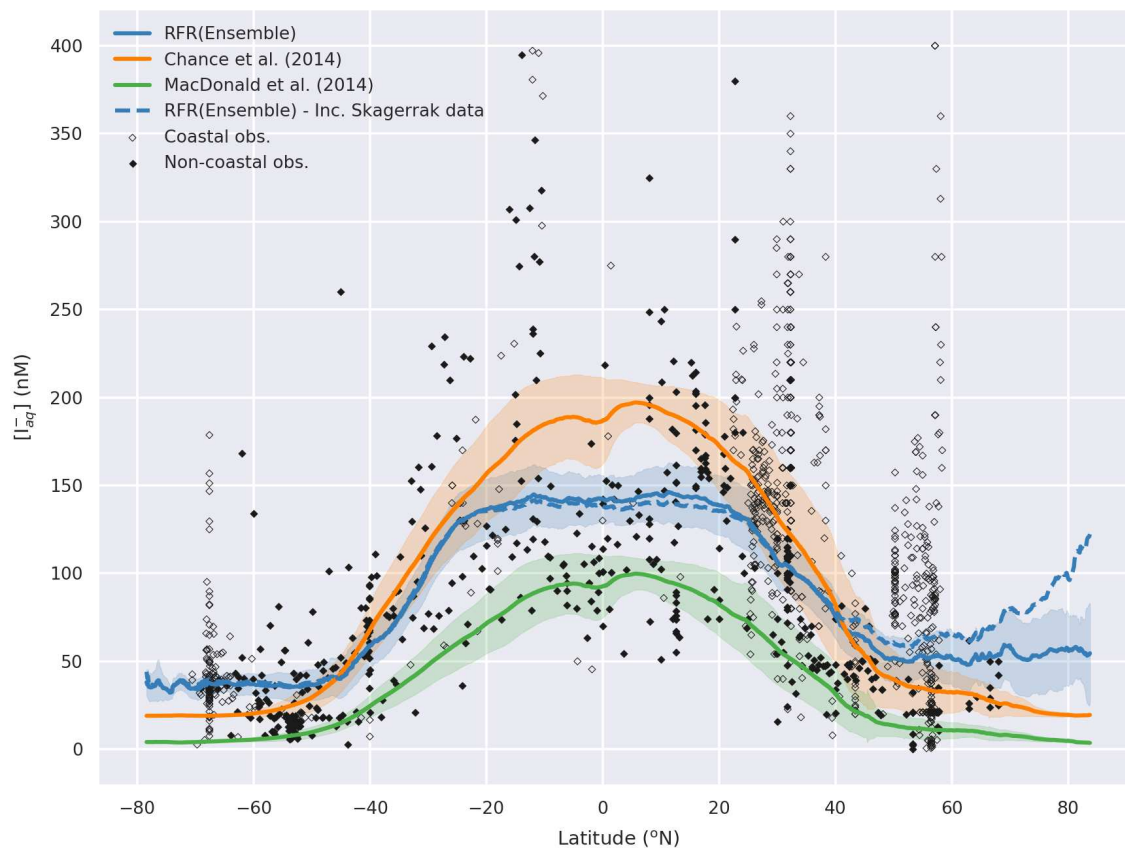 RFR(Ensemble)
Chance et al. (2014)
MacDonald et al. (2014)
RFR(Ensemble) - Inc. Skagerrak data
Coastal obs.
Non-coastal obs.
400
350
300
250
200
150
100
50
0
[I⁻aq] (nM)
−80 −60 −40 −20 0 20 40 60 80
Latitude (°N)